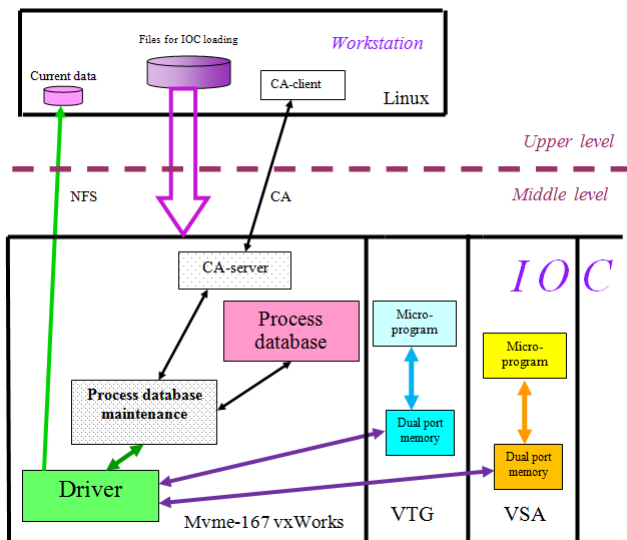 Files for IOC loading
Workstation
Current data
CA-client
Linux
Upper level
NFS
CA
Middle level
CA-server
I O C
Process
database
Micro-
program
Micro-
program
Process database
maintenance
Dual port
memory
Dual port
memory
Driver
Mvme-167 vxWorks
VTG
VSA